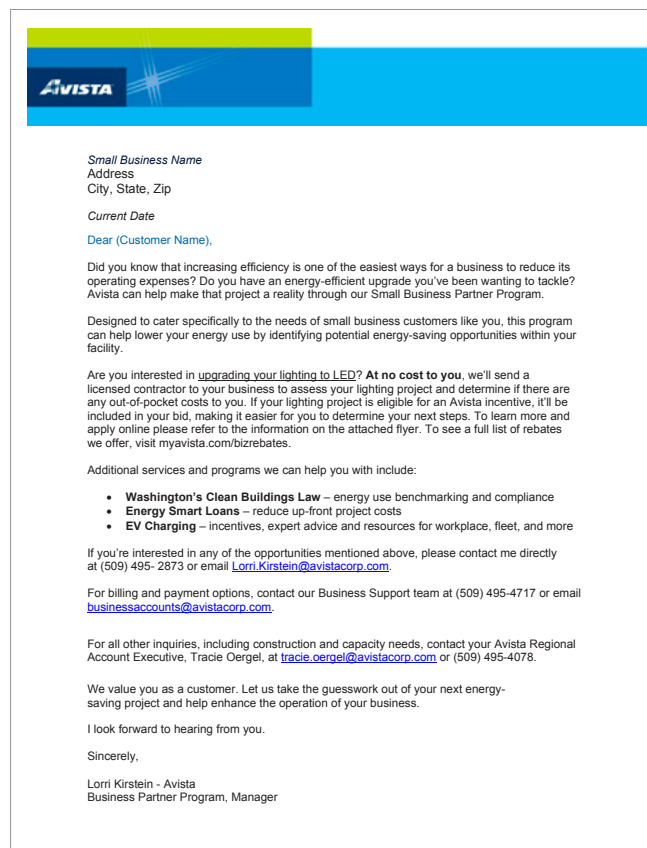 AVISTA
Small Business Name
Address
City, State, Zip
Current Date
Dear (Customer Name),
Did you know that increasing efficiency is one of the easiest ways for a business to reduce its
operating expenses? Do you have an energy-efficient upgrade you've been wanting to tackle?
Avista can help make that project a reality through our Small Business Partner Program.
Designed to cater specifically to the needs of small business customers like you, this program
can help lower your energy use by identifying potential energy-saving opportunities within your
facility.
Are you interested in upgrading your lighting to LED? At no cost to you, we'll send a
licensed contractor to your business to assess your lighting project and determine if there are
any out-of-pocket costs to you. If your lighting project is eligible for an Avista incentive, it'll be
included in your bid, making it easier for you to determine your next steps. To learn more and
apply online please refer to the information on the attached flyer. To see a full list of rebates
we offer, visit myavista.com/bizrebates.
Additional services and programs we can help you with include:
• Washington's Clean Buildings Law – energy use benchmarking and compliance
• Energy Smart Loans – reduce up-front project costs
• EV Charging – incentives, expert advice and resources for workplace, fleet, and more
If you're interested in any of the opportunities mentioned above, please contact me directly
at (509) 495- 2873 or email Lorri.Kirstein@avistacorp.com.
For billing and payment options, contact our Business Support team at (509) 495-4717 or email
businessaccounts@avistacorp.com.
For all other inquiries, including construction and capacity needs, contact your Avista Regional
Account Executive, Tracie Oergel, at tracie.oergel@avistacorp.com or (509) 495-4078.
We value you as a customer. Let us take the guesswork out of your next energy-
saving project and help enhance the operation of your business.
I look forward to hearing from you.
Sincerely,
Lorri Kirstein - Avista
Business Partner Program, Manager